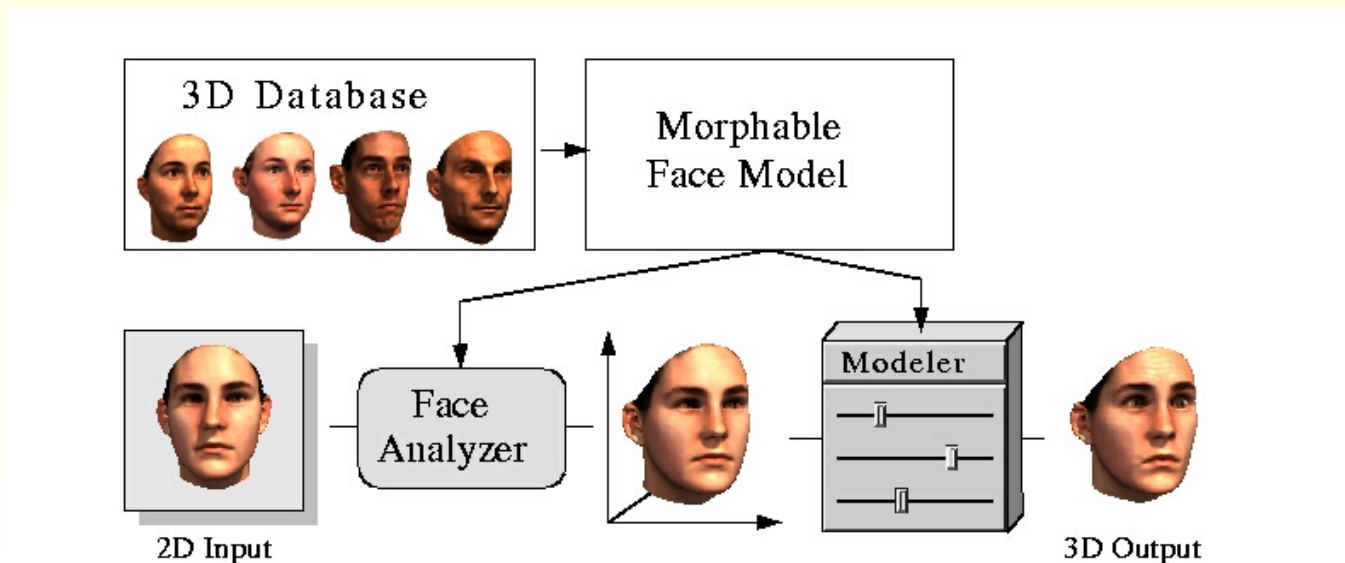 3D Database
Morphable
Face Model
Face
Analyzer
Modeler
2D Input
3D Output